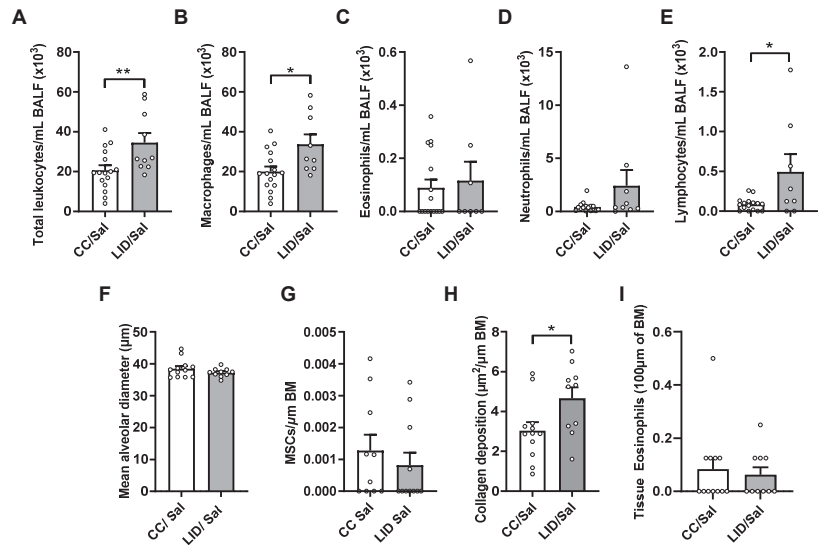 A
B
C
D
E
Total leukocytes/mL BALF (x10³)
80
60
40
20
0
**
CC/Sal
LID/Sal
Macrophages/mL BALF (x10³)
80
60
40
20
0
*
CC/Sal
LID/Sal
Eosinophils/mL BALF (x10³)
0.6
0.4
0.2
0.0
CC/Sal
LID/Sal
Neutrophils/mL BALF (x10³)
15
10
5
0
CC/Sal
LID/Sal
Lymphocytes/mL BALF (x10³)
2.0
1.5
1.0
0.5
0.0
*
CC/Sal
LID/Sal
F
G
H
I
Mean alveolar diameter (µm)
50
40
30
20
10
0
CC/ Sal
LID/ Sal
MSCs/µm BM
0.005
0.004
0.003
0.002
0.001
0.000
CC Sal
LID Sal
Collagen deposition (µm²/µm BM)
8
6
4
2
0
*
CC/Sal
LID/Sal
Tissue Eosinophils (100µm of BM)
0.6
0.4
0.2
0.0
CC/Sal
LID/Sal